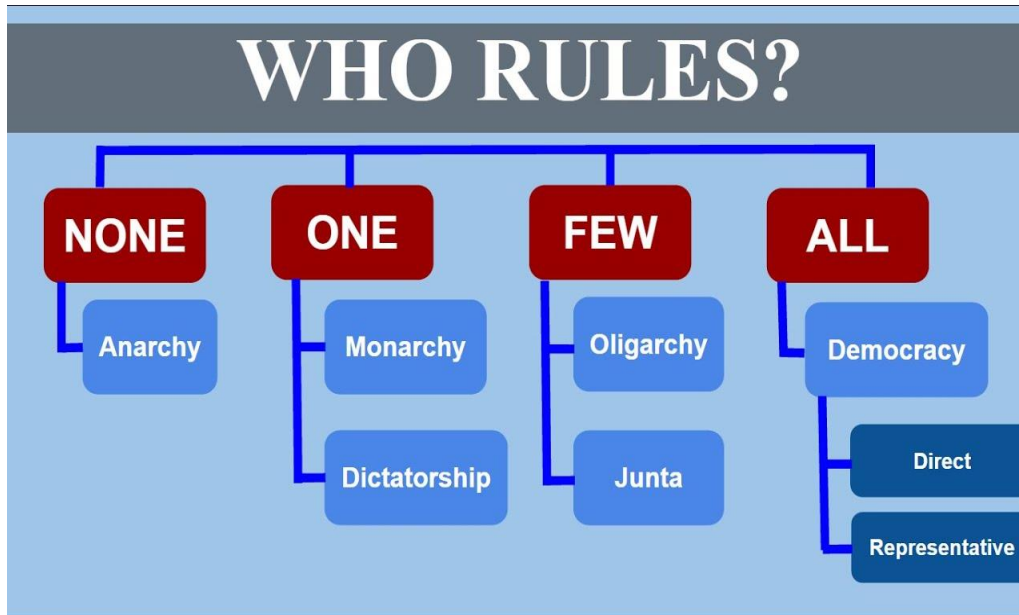 WHO RULES?
NONE
ONE
FEW
ALL
Anarchy
Monarchy
Oligarchy
Democracy
Dictatorship
Junta
Direct
Representative